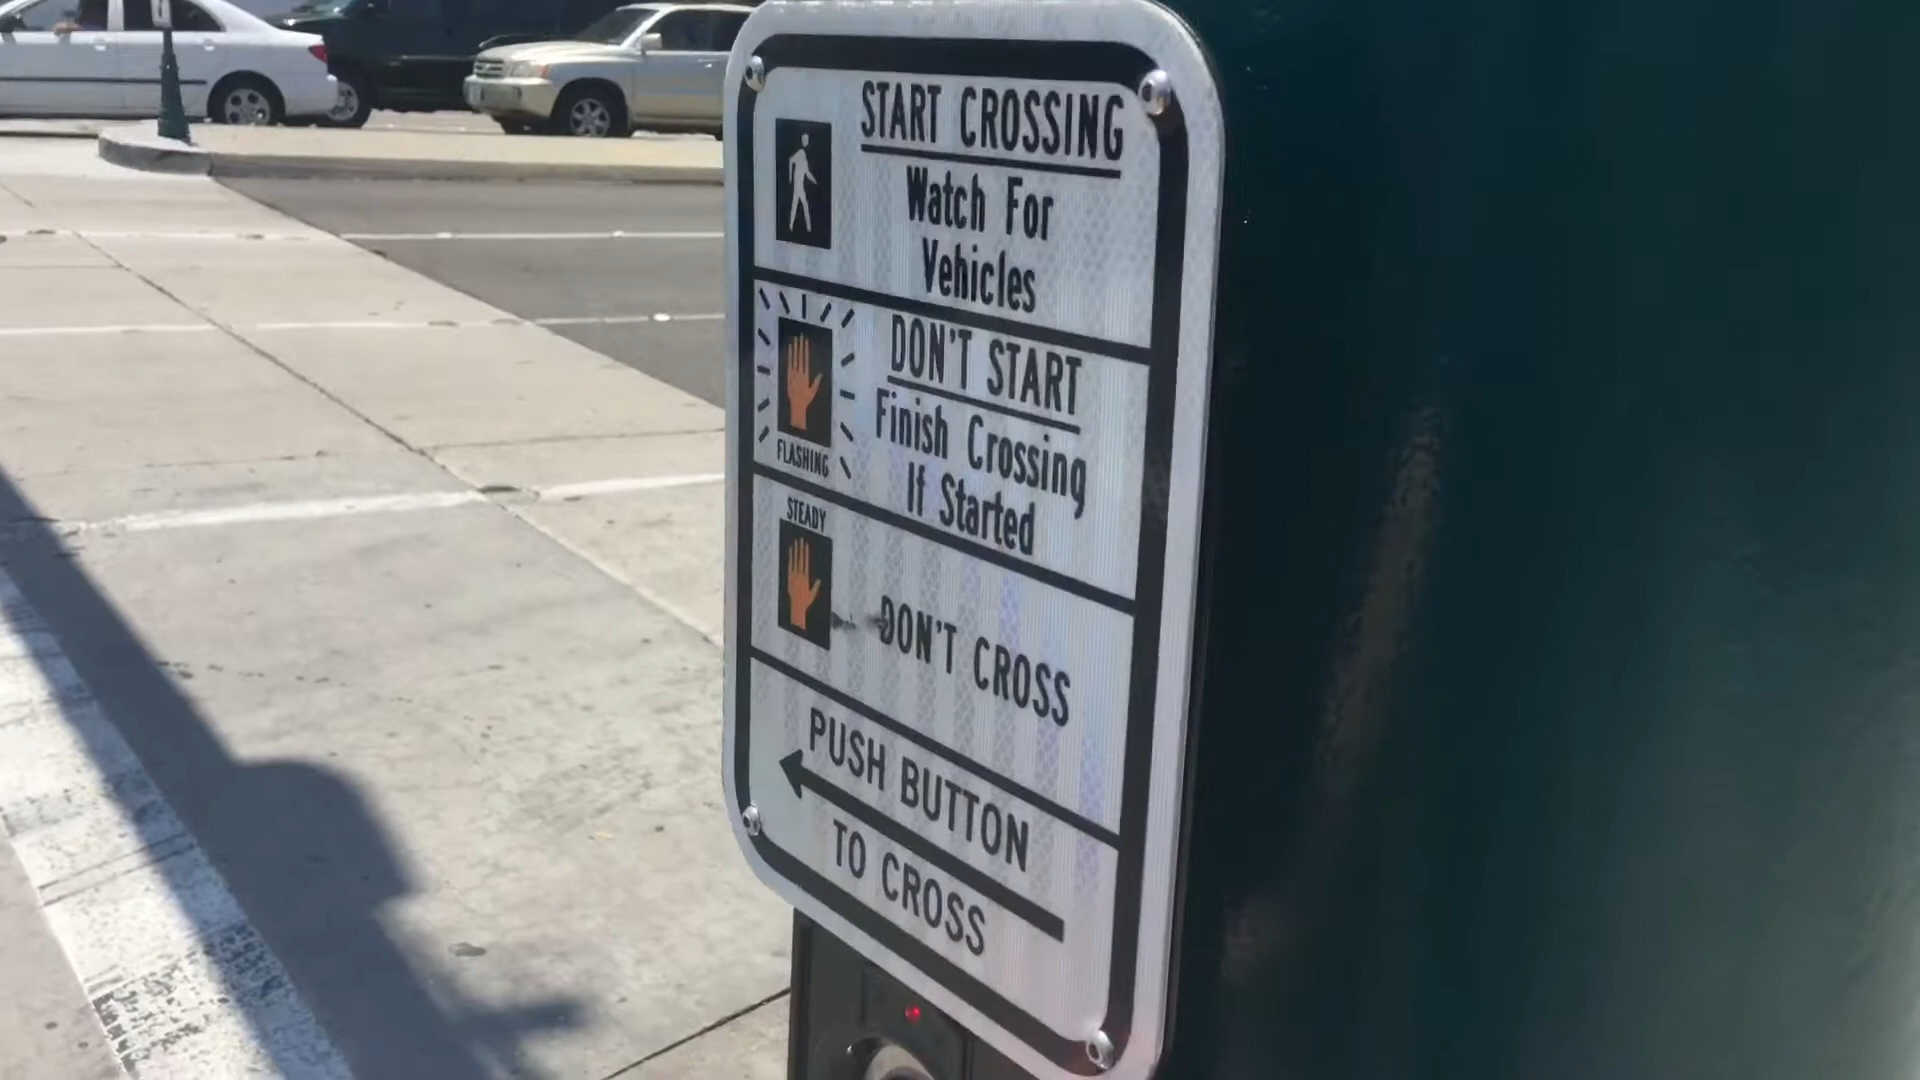 START CROSSING
Watch For
Vehicles
DON'T START
Finish Crossing
If Started
FLASHING
STEADY
DON'T CROSS
PUSH BUTTON
TO CROSS